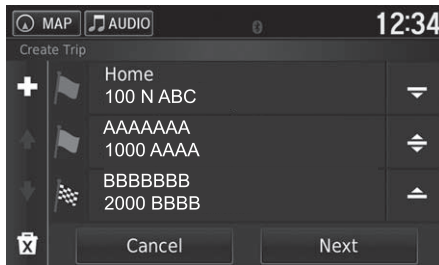 MAP AUDIO 12:34
Create Trip
Home
100 N ABC
AAAAAAA
1000 AAAA
BBBBBBB
2000 BBBB
Cancel Next